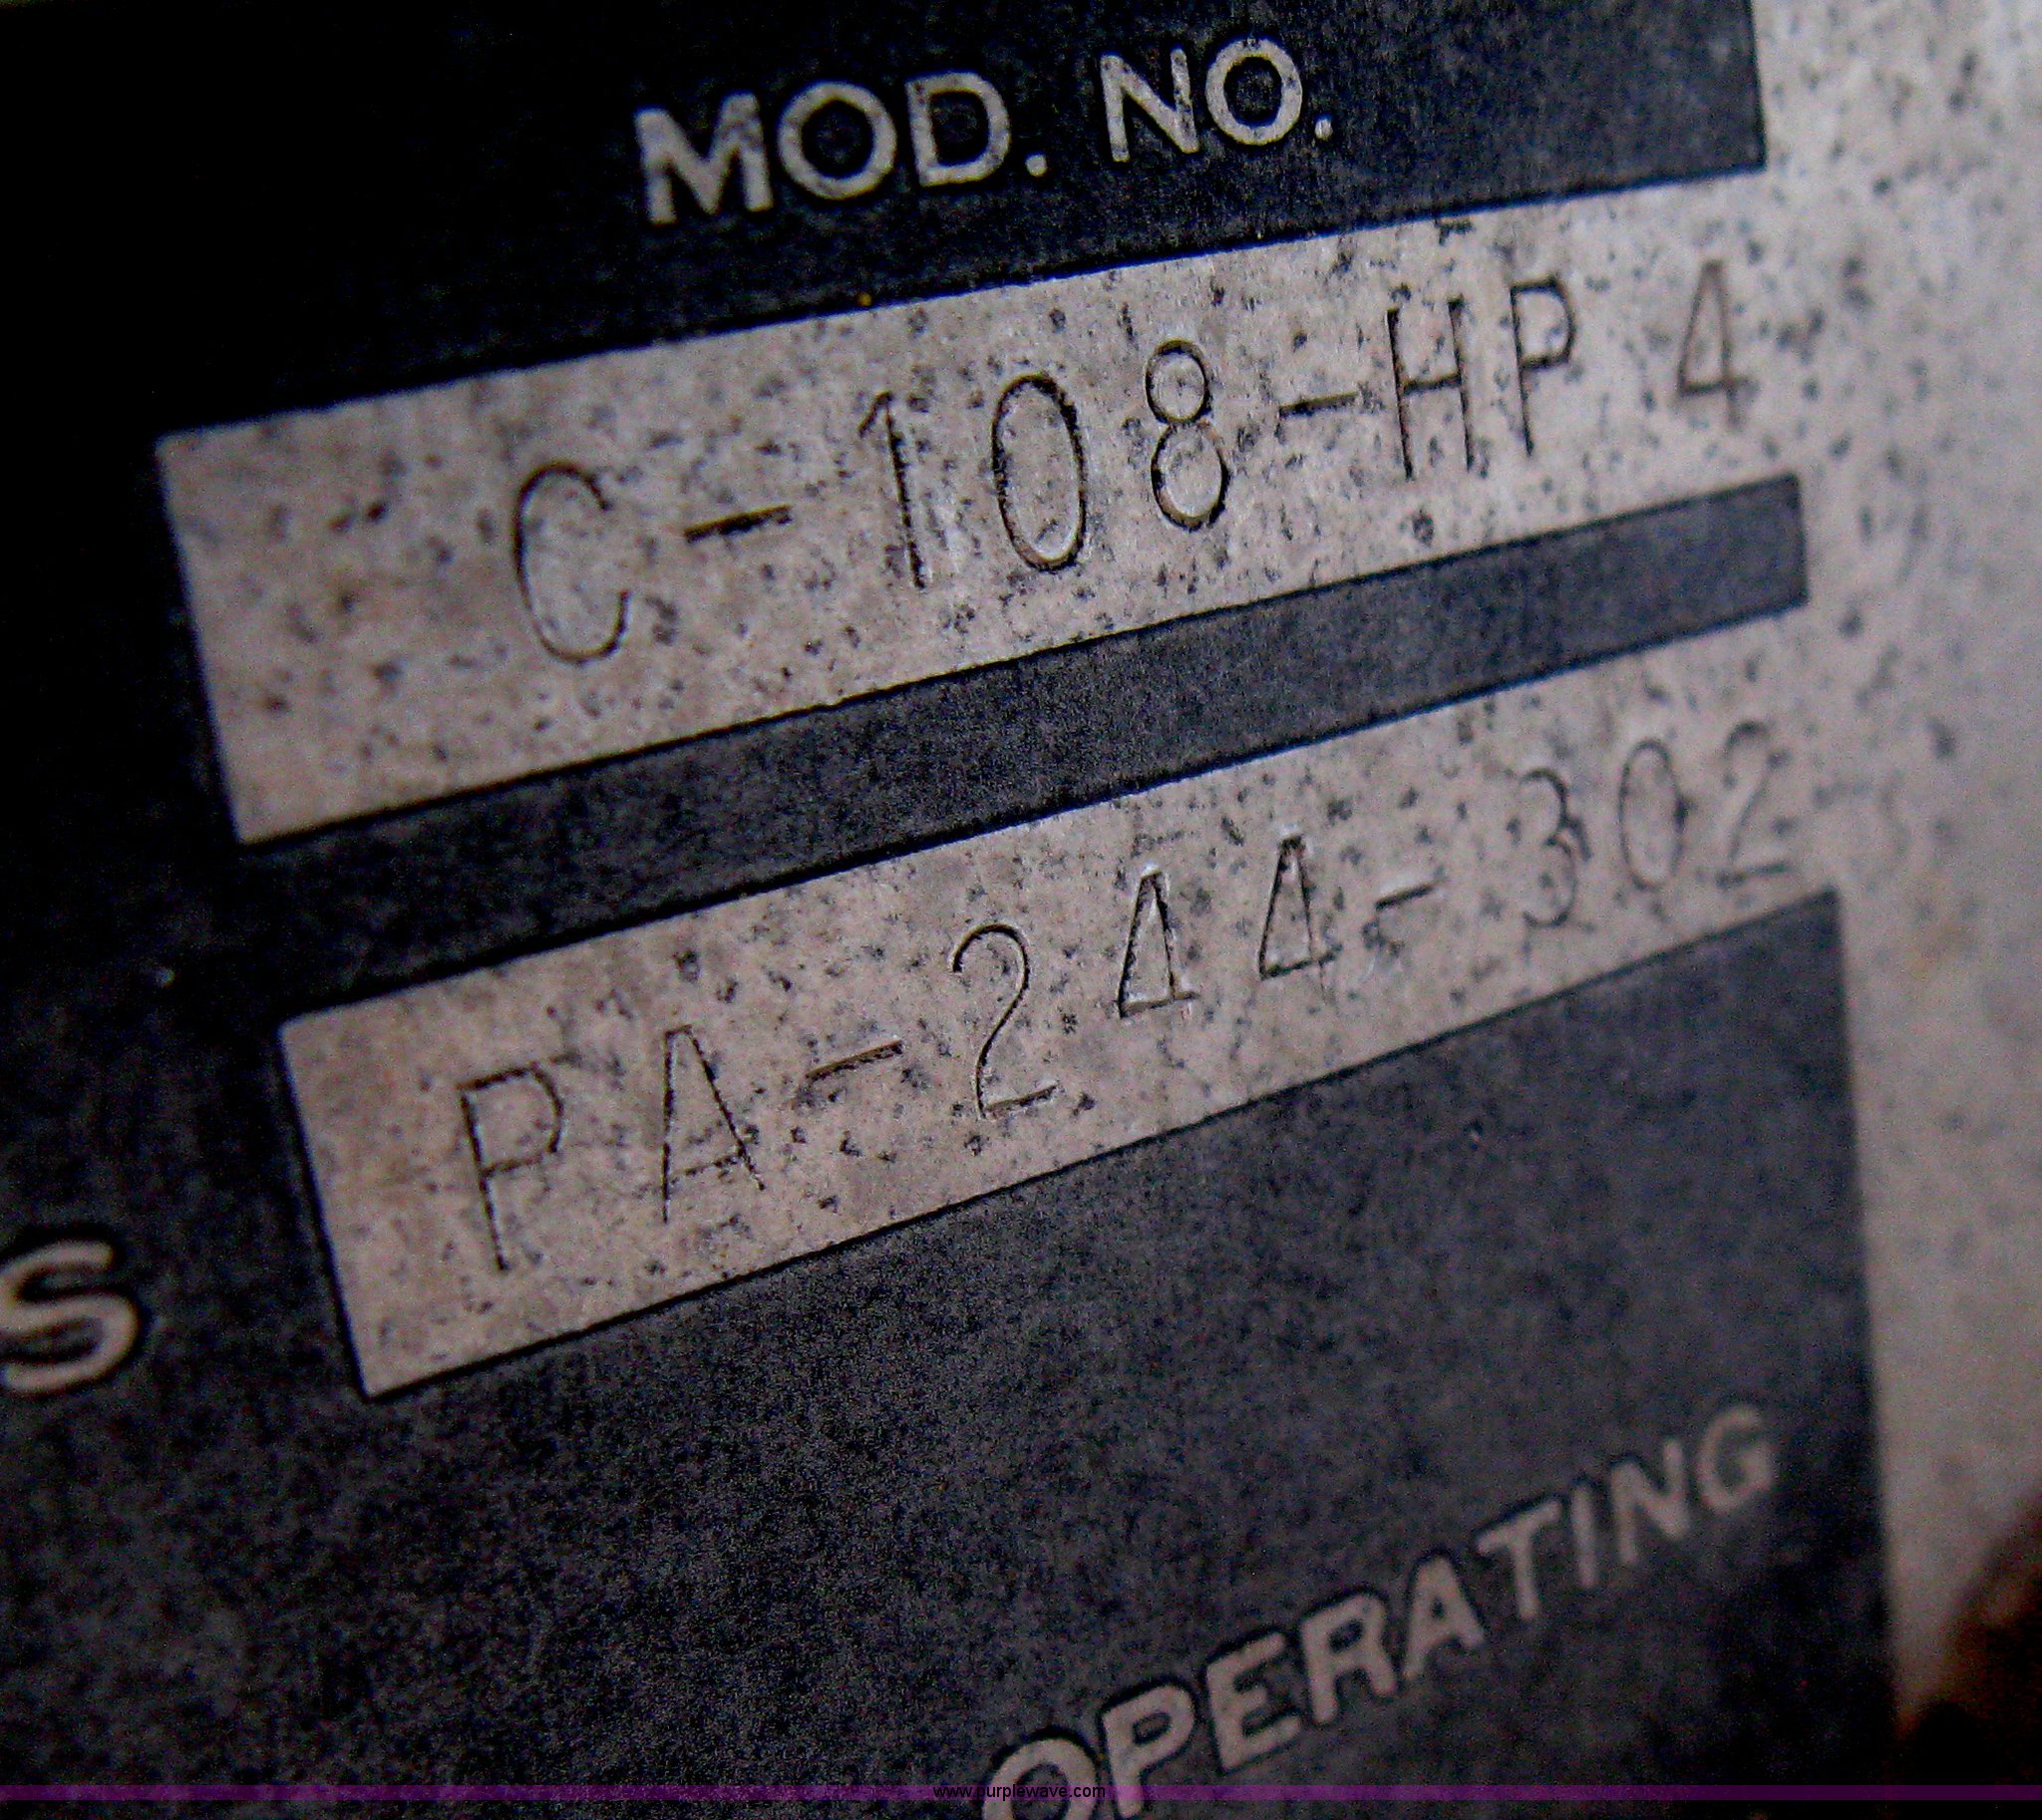 MOD. NO.
C-108-HP 4
PA-244-302
S
OPERATING
www.purplewave.com